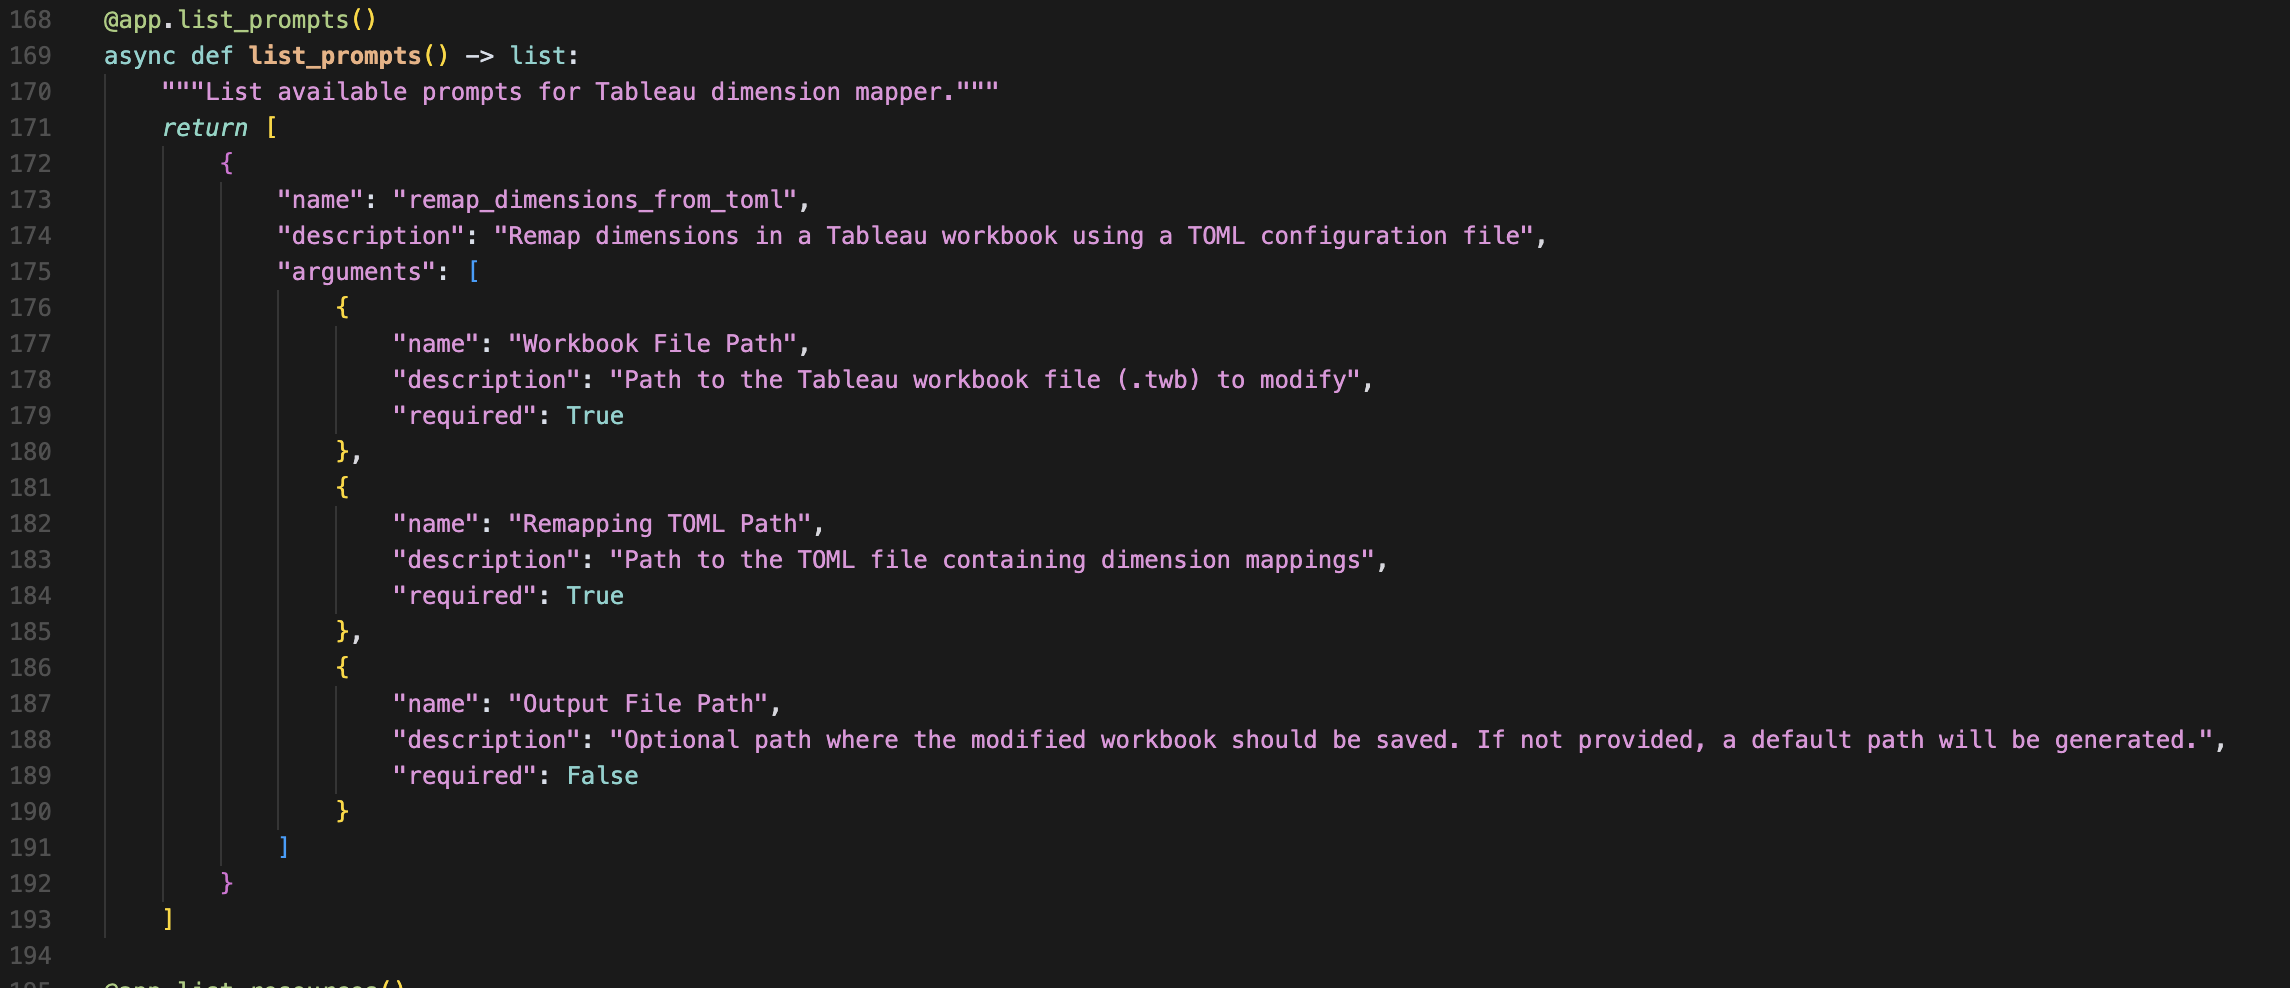 168 @app.list_prompts()
169 async def list_prompts() -> list:
170 """List available prompts for Tableau dimension mapper."""
171 return [
172 {
173 "name": "remap_dimensions_from_toml",
174 "description": "Remap dimensions in a Tableau workbook using a TOML configuration file",
175 "arguments": [
176 {
177 "name": "Workbook File Path",
178 "description": "Path to the Tableau workbook file (.twb) to modify",
179 "required": True
180 },
181 {
182 "name": "Remapping TOML Path",
183 "description": "Path to the TOML file containing dimension mappings",
184 "required": True
185 },
186 {
187 "name": "Output File Path",
188 "description": "Optional path where the modified workbook should be saved. If not provided, a default path will be generated.",
189 "required": False
190 }
191 ]
192 }
193 ]
194
195 @app.list_resources()